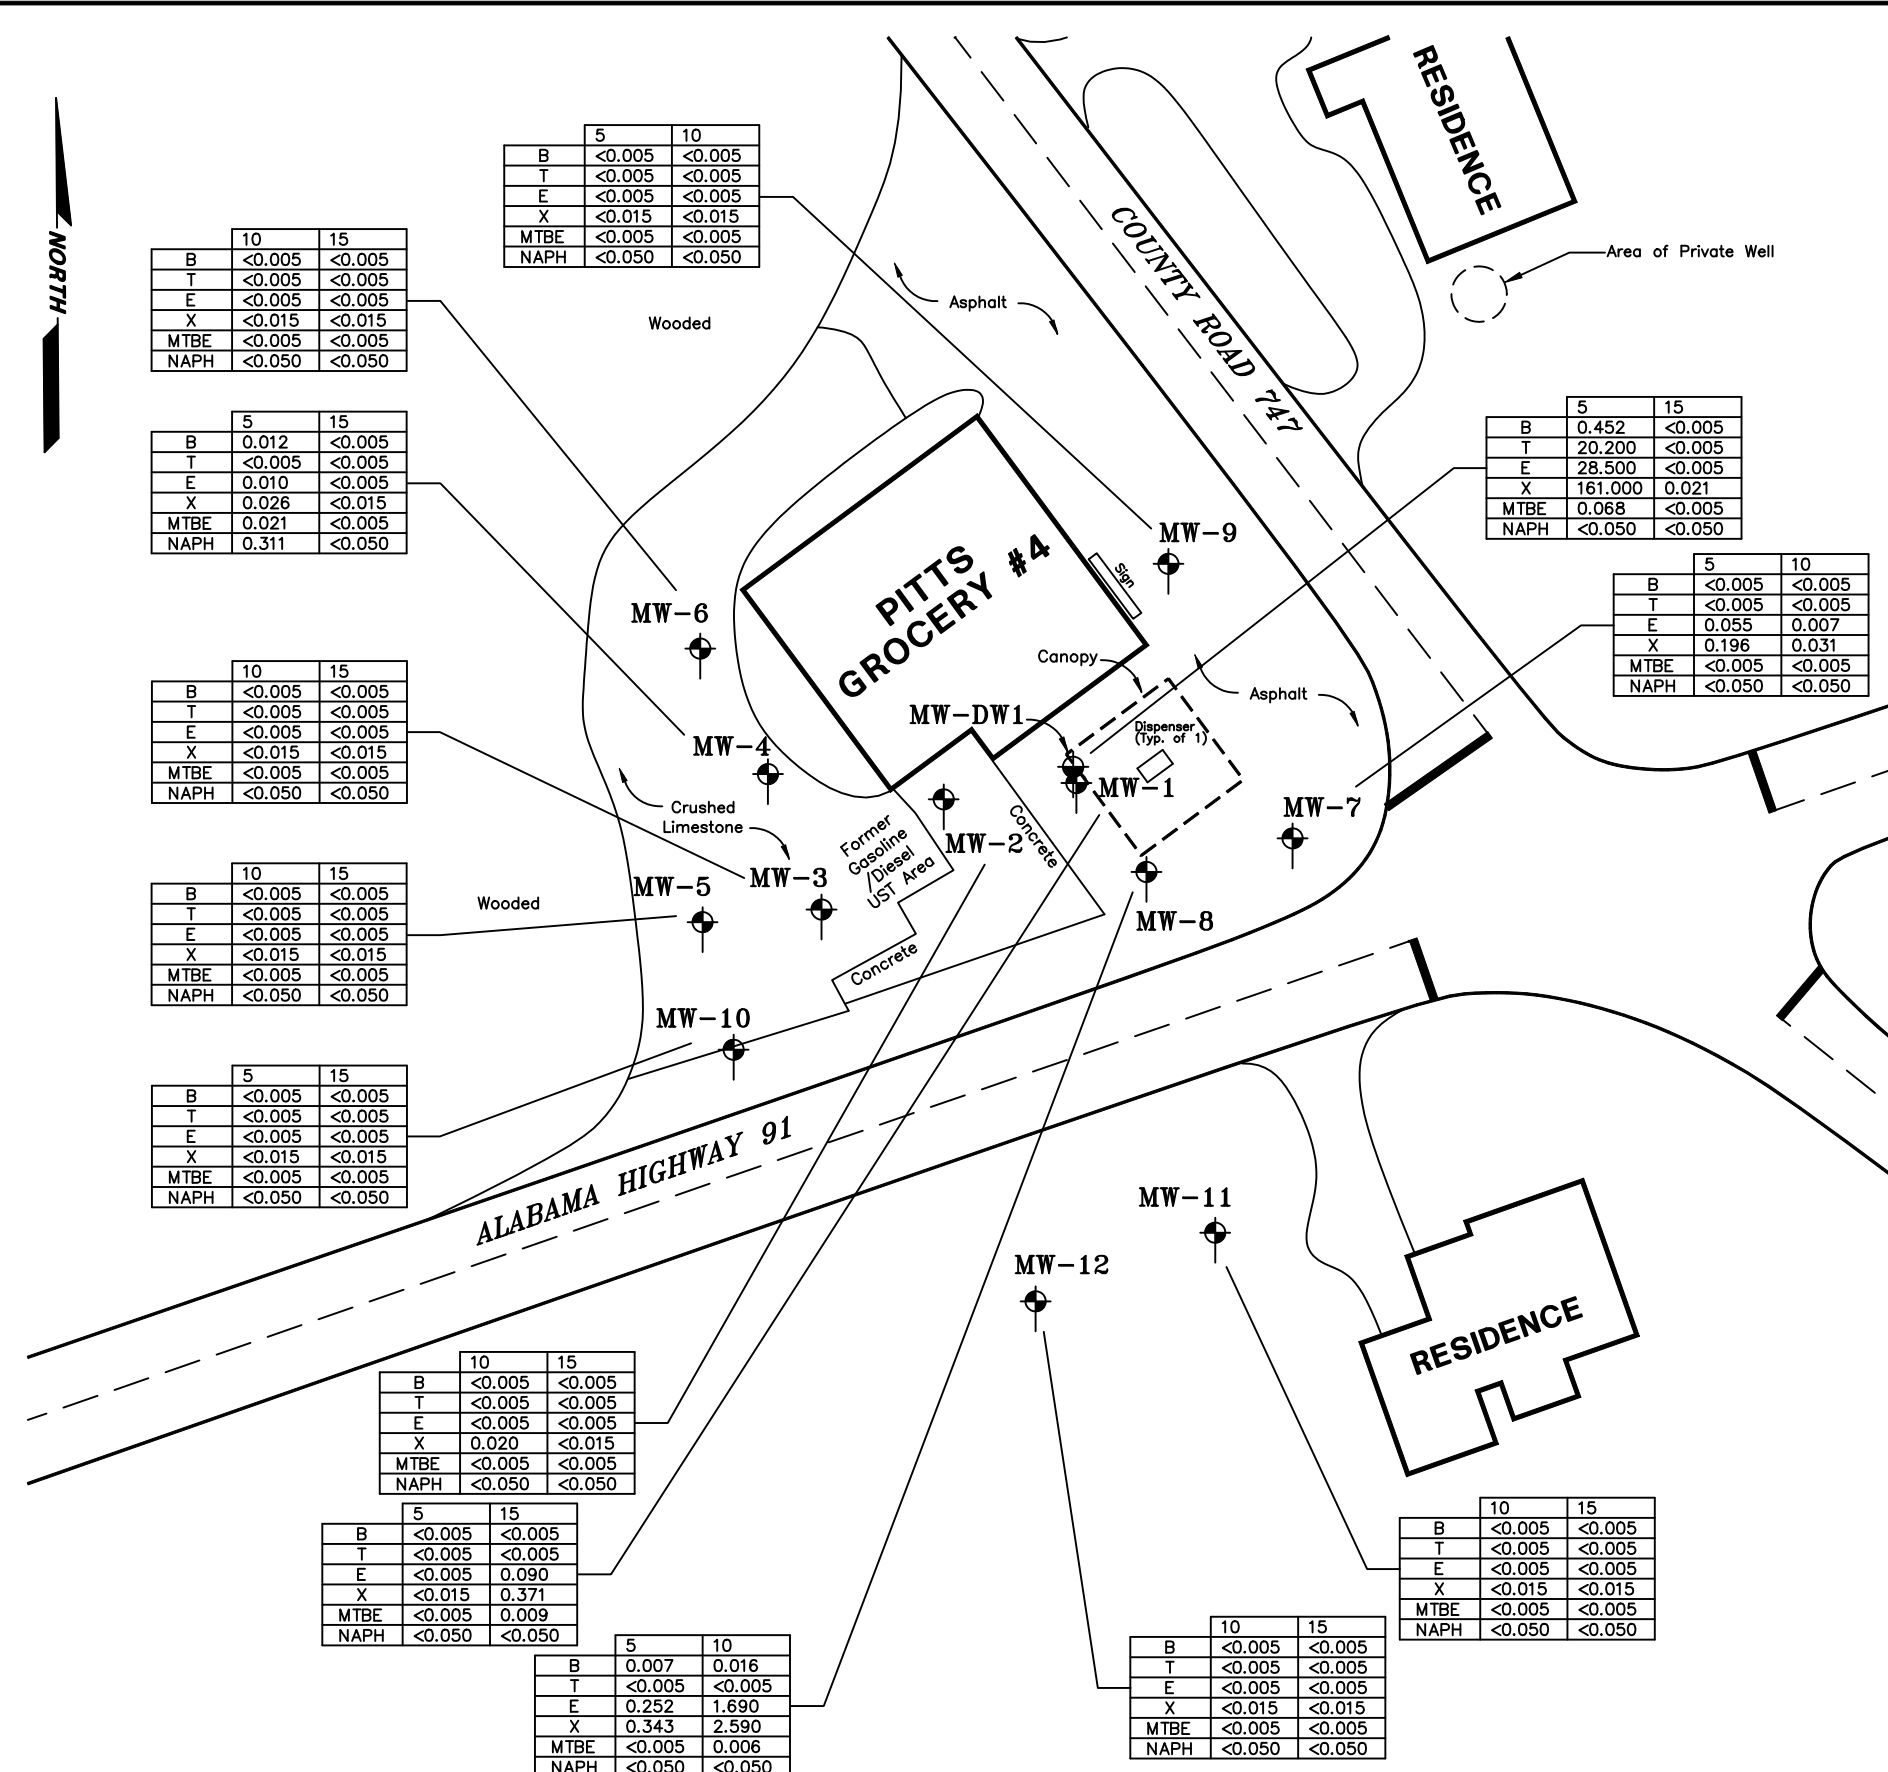 NORTH
5 10
B <0.005 <0.005
T <0.005 <0.005
E <0.005 <0.005
X <0.015 <0.015
MTBE <0.005 <0.005
NAPH <0.050 <0.050
10 15
B <0.005 <0.005
T <0.005 <0.005
E <0.005 <0.005
X <0.015 <0.015
MTBE <0.005 <0.005
NAPH <0.050 <0.050
5 15
B 0.012 <0.005
T <0.005 <0.005
E 0.010 <0.005
X 0.026 <0.015
MTBE 0.021 <0.005
NAPH 0.311 <0.050
10 15
B <0.005 <0.005
T <0.005 <0.005
E <0.005 <0.005
X <0.015 <0.015
MTBE <0.005 <0.005
NAPH <0.050 <0.050
10 15
B <0.005 <0.005
T <0.005 <0.005
E <0.005 <0.005
X <0.015 <0.015
MTBE <0.005 <0.005
NAPH <0.050 <0.050
5 15
B <0.005 <0.005
T <0.005 <0.005
E <0.005 <0.005
X <0.015 <0.015
MTBE <0.005 <0.005
NAPH <0.050 <0.050
Wooded
Asphalt
COUNTY ROAD 747
RESIDENCE
Area of Private Well
5 15
B 0.452 <0.005
T 20.200 <0.005
E 28.500 <0.005
X 161.000 0.021
MTBE 0.068 <0.005
NAPH <0.050 <0.050
5 10
B <0.005 <0.005
T <0.005 <0.005
E 0.055 0.007
X 0.196 0.031
MTBE <0.005 <0.005
NAPH <0.050 <0.050
MW-9
Sign
PITTS
GROCERY #4
MW-6
Canopy
Asphalt
MW-DW1
Dispenser
(Typ. of 1)
MW-4
MW-1
MW-7
Crushed
Limestone
Former
Gasoline
/Diesel
UST Area
MW-2
Concrete
MW-3
MW-5
Wooded
MW-8
Concrete
MW-10
ALABAMA HIGHWAY 91
MW-11
MW-12
RESIDENCE
10 15
B <0.005 <0.005
T <0.005 <0.005
E <0.005 <0.005
X 0.020 <0.015
MTBE <0.005 <0.005
NAPH <0.050 <0.050
5 15
B <0.005 <0.005
T <0.005 <0.005
E <0.005 0.090
X <0.015 0.371
MTBE <0.005 0.009
NAPH <0.050 <0.050
5 10
B 0.007 0.016
T <0.005 <0.005
E 0.252 1.690
X 0.343 2.590
MTBE <0.005 0.006
NAPH <0.050 <0.050
10 15
B <0.005 <0.005
T <0.005 <0.005
E <0.005 <0.005
X <0.015 <0.015
MTBE <0.005 <0.005
NAPH <0.050 <0.050
10 15
B <0.005 <0.005
T <0.005 <0.005
E <0.005 <0.005
X <0.015 <0.015
MTBE <0.005 <0.005
NAPH <0.050 <0.050